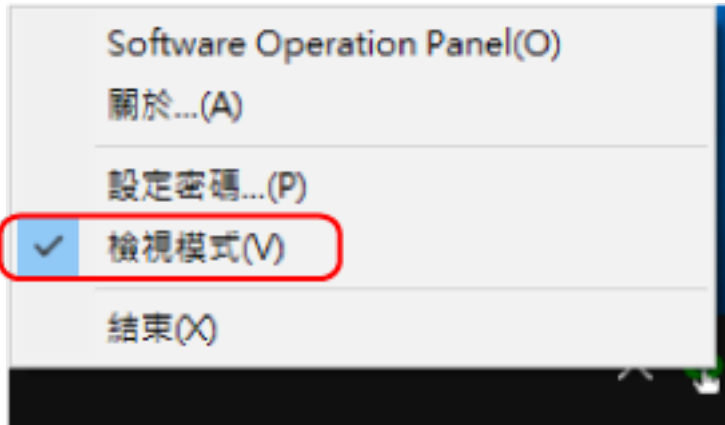 Software Operation Panel(O)
關於...(A)
設定密碼...(P)
檢視模式(V)
結束(X)